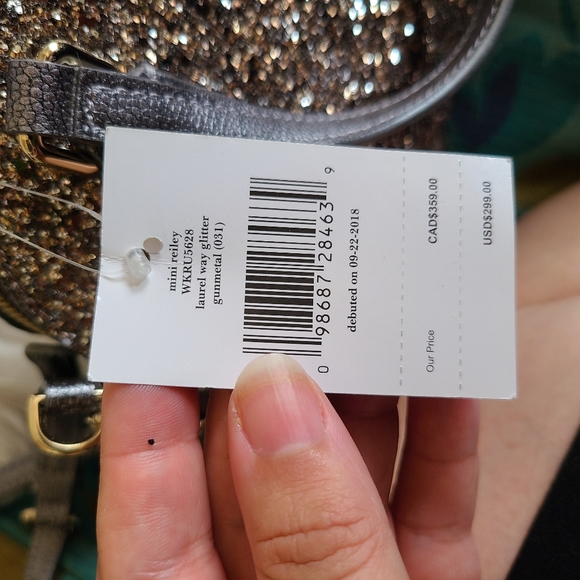 mini reiley
WKRU5628
laurel way glitter
gunmetal (031)
0 98687 28463 9
debuted on 09-22-2018
Our Price
CAD$359.00
USD$299.00